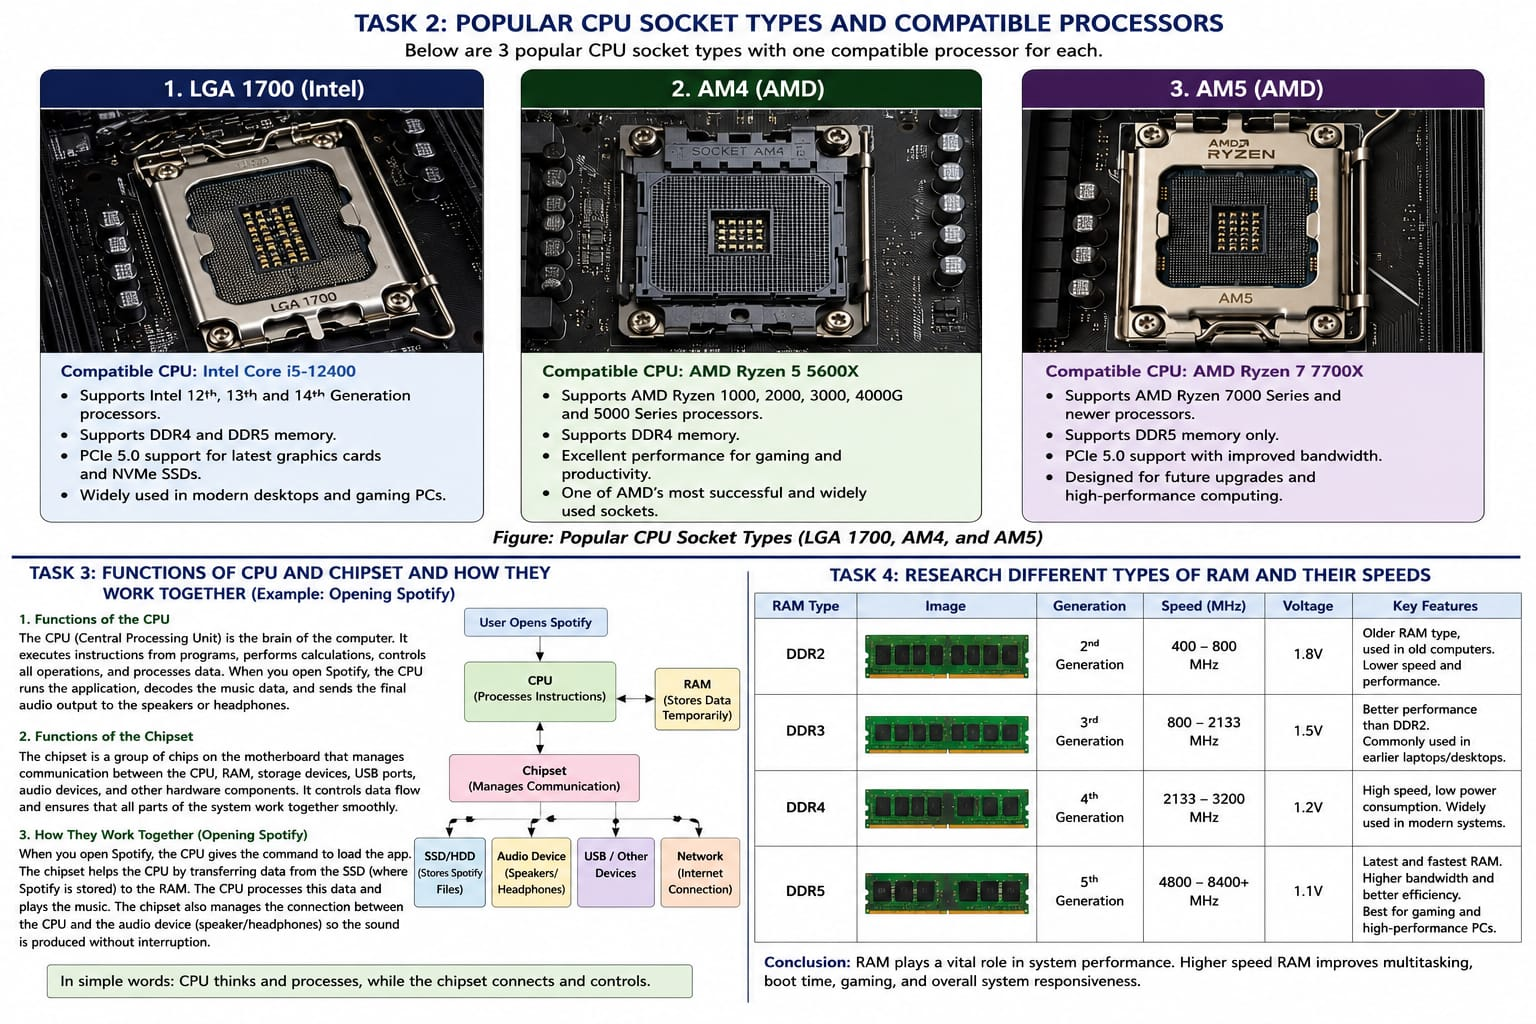 TASK 2: POPULAR CPU SOCKET TYPES AND COMPATIBLE PROCESSORS
Below are 3 popular CPU socket types with one compatible processor for each.
1. LGA 1700 (Intel)
LGA 1700
Compatible CPU: Intel Core i5-12400
• Supports Intel 12th, 13th and 14th Generation
processors.
• Supports DDR4 and DDR5 memory.
• PCIe 5.0 support for latest graphics cards
and NVMe SSDs.
• Widely used in modern desktops and gaming PCs.
2. AM4 (AMD)
SOCKET AM4
Compatible CPU: AMD Ryzen 5 5600X
• Supports AMD Ryzen 1000, 2000, 3000, 4000G
and 5000 Series processors.
• Supports DDR4 memory.
• Excellent performance for gaming and
productivity.
• One of AMD's most successful and widely
used sockets.
3. AM5 (AMD)
AMD
RYZEN
AM5
Compatible CPU: AMD Ryzen 7 7700X
• Supports AMD Ryzen 7000 Series and
newer processors.
• Supports DDR5 memory only.
• PCIe 5.0 support with improved bandwidth.
• Designed for future upgrades and
high-performance computing.
Figure: Popular CPU Socket Types (LGA 1700, AM4, and AM5)
TASK 3: FUNCTIONS OF CPU AND CHIPSET AND HOW THEY
WORK TOGETHER (Example: Opening Spotify)
1. Functions of the CPU
The CPU (Central Processing Unit) is the brain of the computer. It
executes instructions from programs, performs calculations, controls
all operations, and processes data. When you open Spotify, the CPU
runs the application, decodes the music data, and sends the final
audio output to the speakers or headphones.
2. Functions of the Chipset
The chipset is a group of chips on the motherboard that manages
communication between the CPU, RAM, storage devices, USB ports,
audio devices, and other hardware components. It controls data flow
and ensures that all parts of the system work together smoothly.
3. How They Work Together (Opening Spotify)
When you open Spotify, the CPU gives the command to load the app.
The chipset helps the CPU by transferring data from the SSD (where
Spotify is stored) to the RAM. The CPU processes this data and
plays the music. The chipset also manages the connection between
the CPU and the audio device (speaker/headphones) so the sound
is produced without interruption.
User Opens Spotify
CPU
(Processes Instructions)
RAM
(Stores Data
Temporarily)
Chipset
(Manages Communication)
SSD/HDD
(Stores Spotify
Files)
Audio Device
(Speakers/
Headphones)
USB / Other
Devices
Network
(Internet
Connection)
In simple words: CPU thinks and processes, while the chipset connects and controls.
TASK 4: RESEARCH DIFFERENT TYPES OF RAM AND THEIR SPEEDS
RAM Type Image Generation Speed (MHz) Voltage Key Features
DDR2
2nd
Generation
400 – 800
MHz
1.8V
Older RAM type,
used in old computers.
Lower speed and
performance.
DDR3
3rd
Generation
800 – 2133
MHz
1.5V
Better performance
than DDR2.
Commonly used in
earlier laptops/desktops.
DDR4
4th
Generation
2133 – 3200
MHz
1.2V
High speed, low power
consumption. Widely
used in modern systems.
DDR5
5th
Generation
4800 – 8400+
MHz
1.1V
Latest and fastest RAM.
Higher bandwidth and
better efficiency.
Best for gaming and
high-performance PCs.
Conclusion: RAM plays a vital role in system performance. Higher speed RAM improves multitasking,
boot time, gaming, and overall system responsiveness.